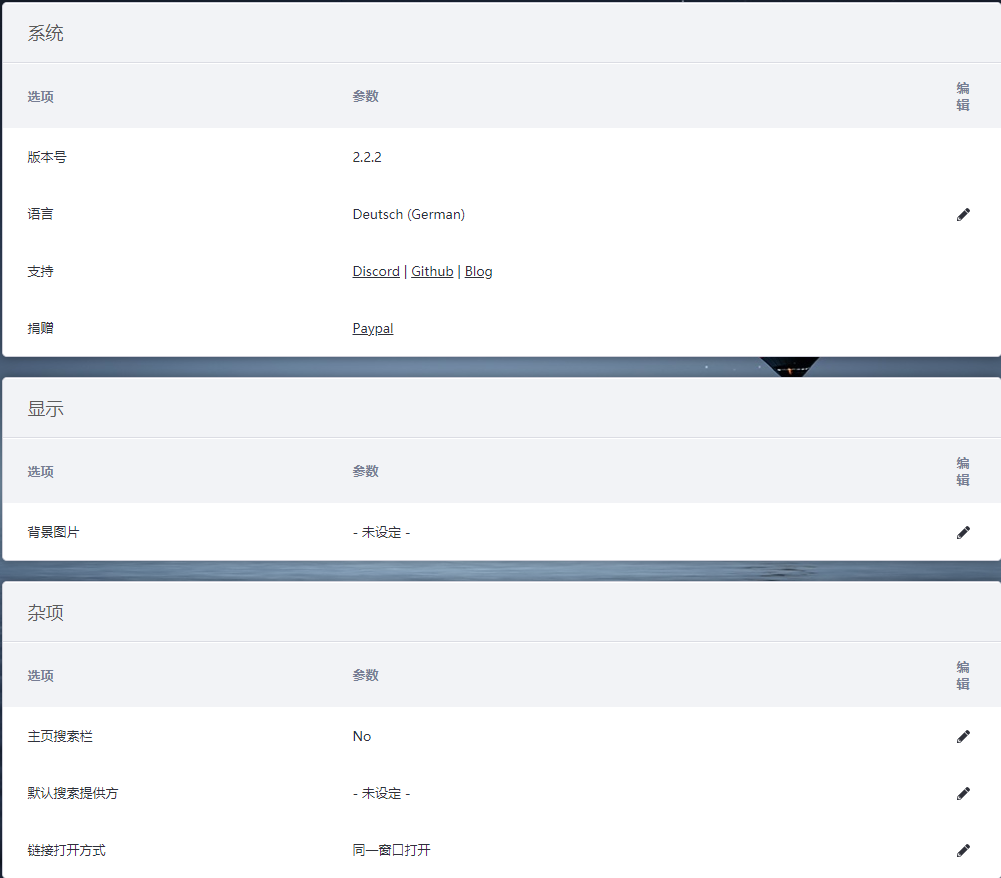 系统
选项 参数 编辑
版本号 2.2.2
语言 Deutsch (German)
支持 Discord | Github | Blog
捐赠 Paypal
显示
选项 参数 编辑
背景图片 - 未设定 -
杂项
选项 参数 编辑
主页搜索栏 No
默认搜索提供方 - 未设定 -
链接打开方式 同一窗口打开